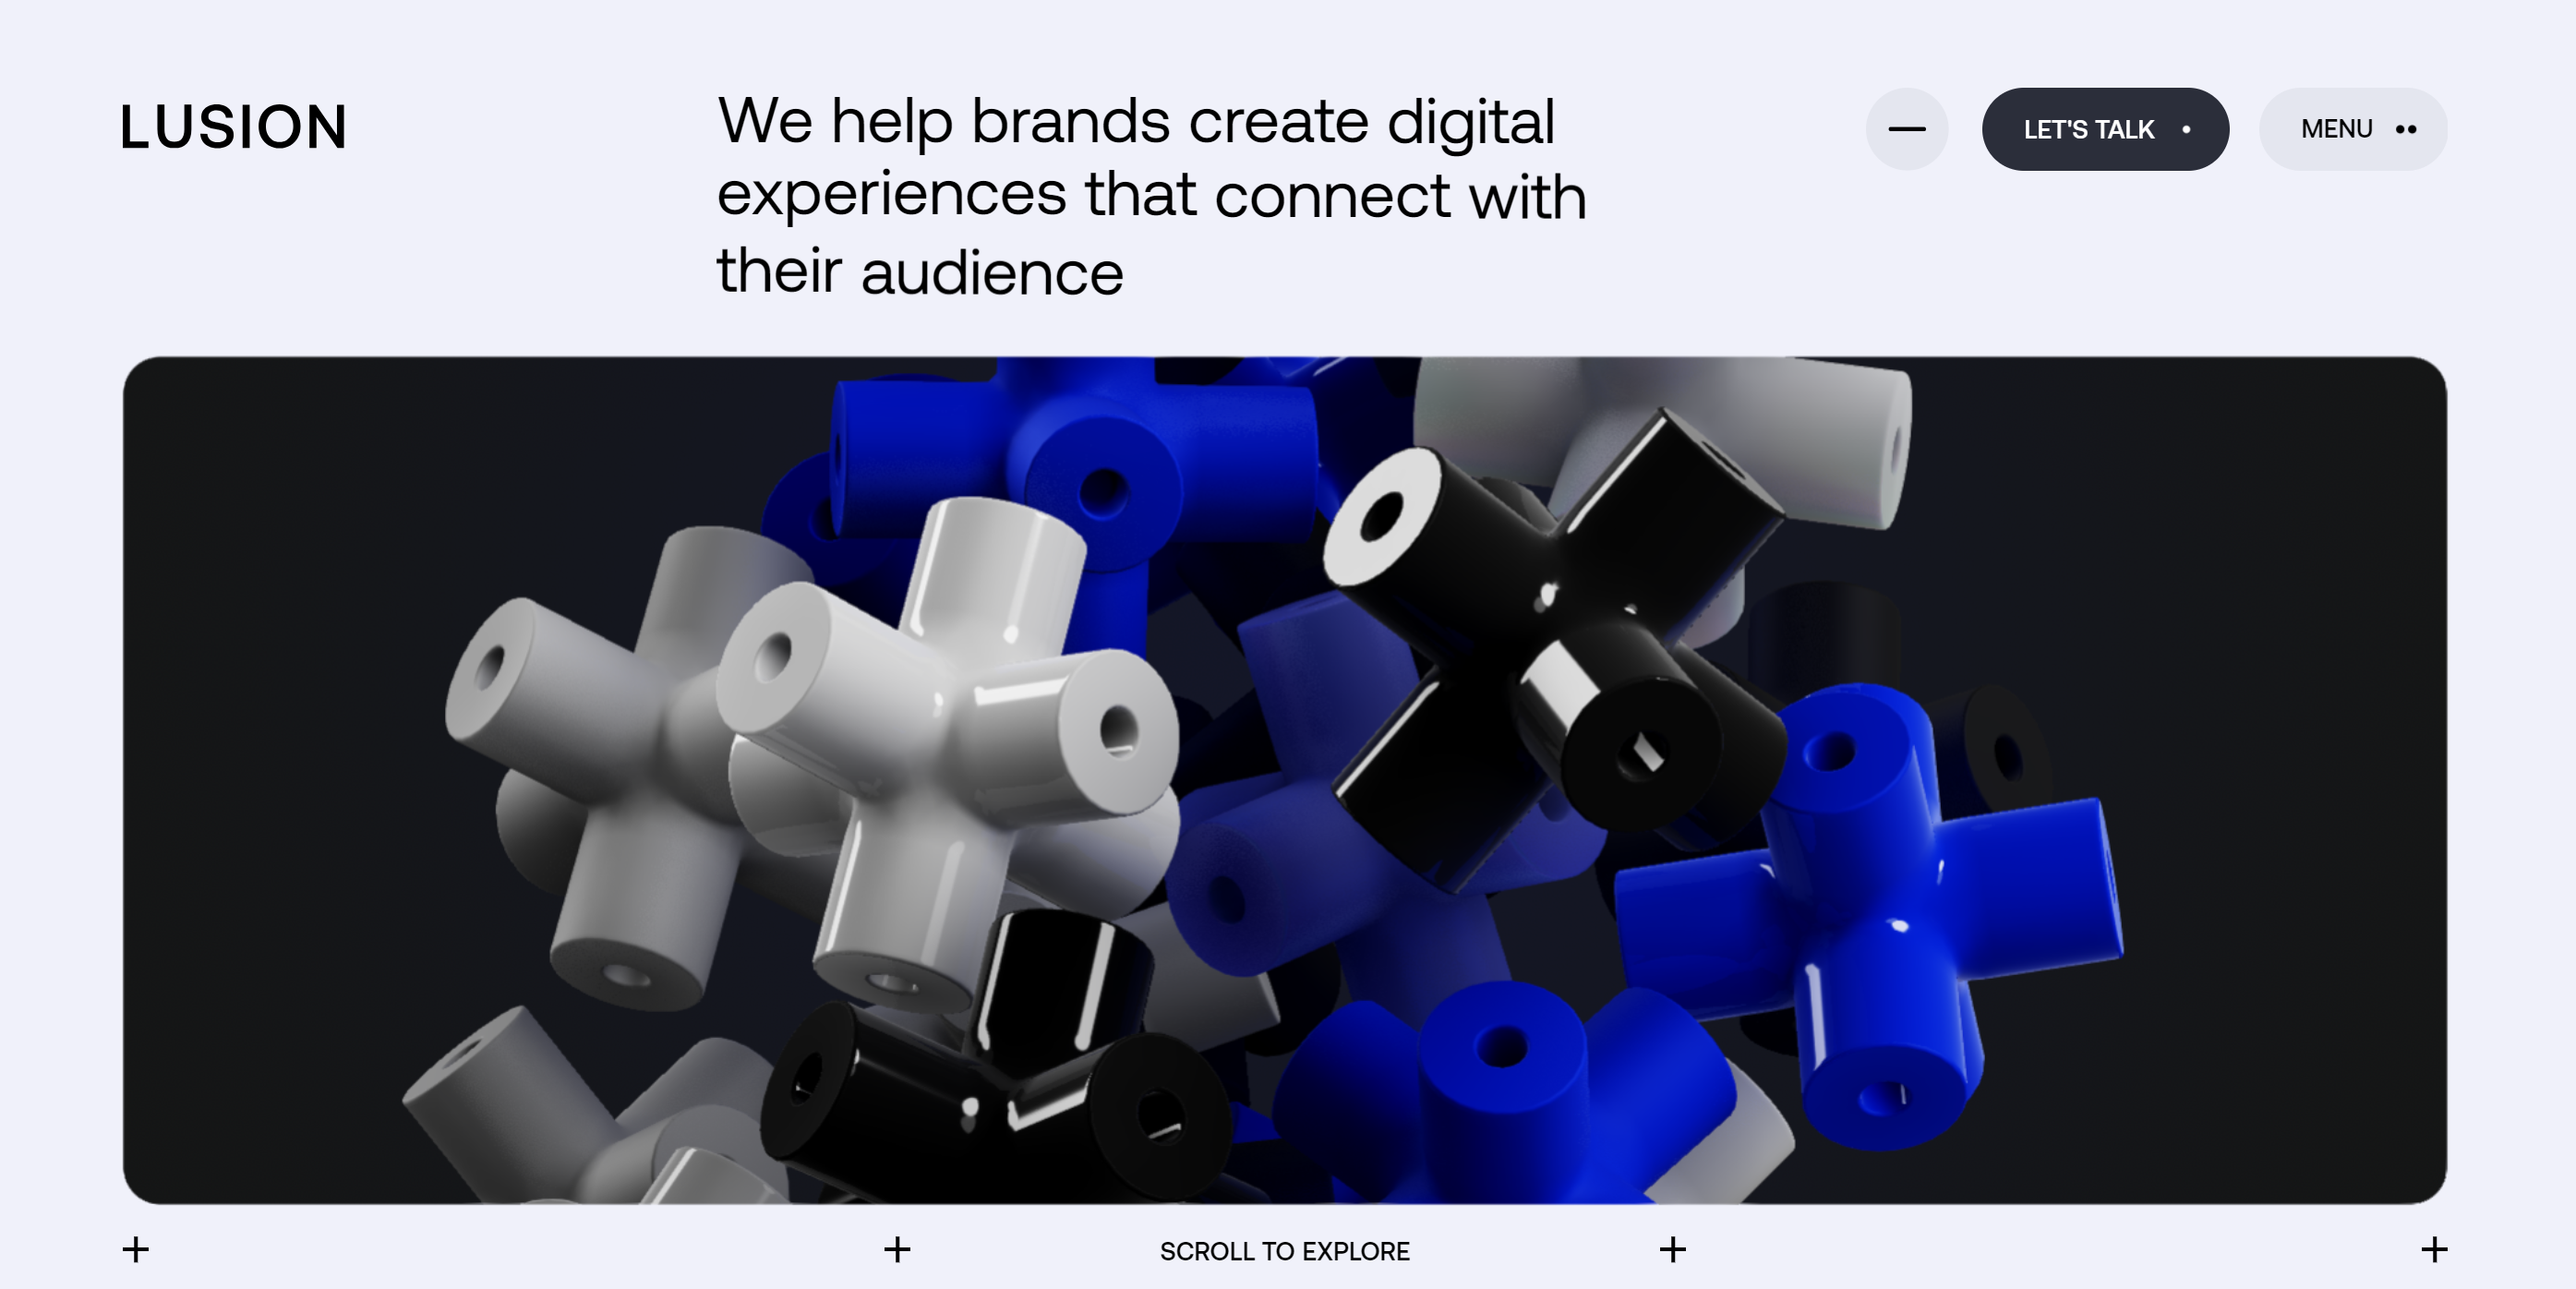 LUSION
We help brands create digital
experiences that connect with
their audience
LET'S TALK
MENU
SCROLL TO EXPLORE